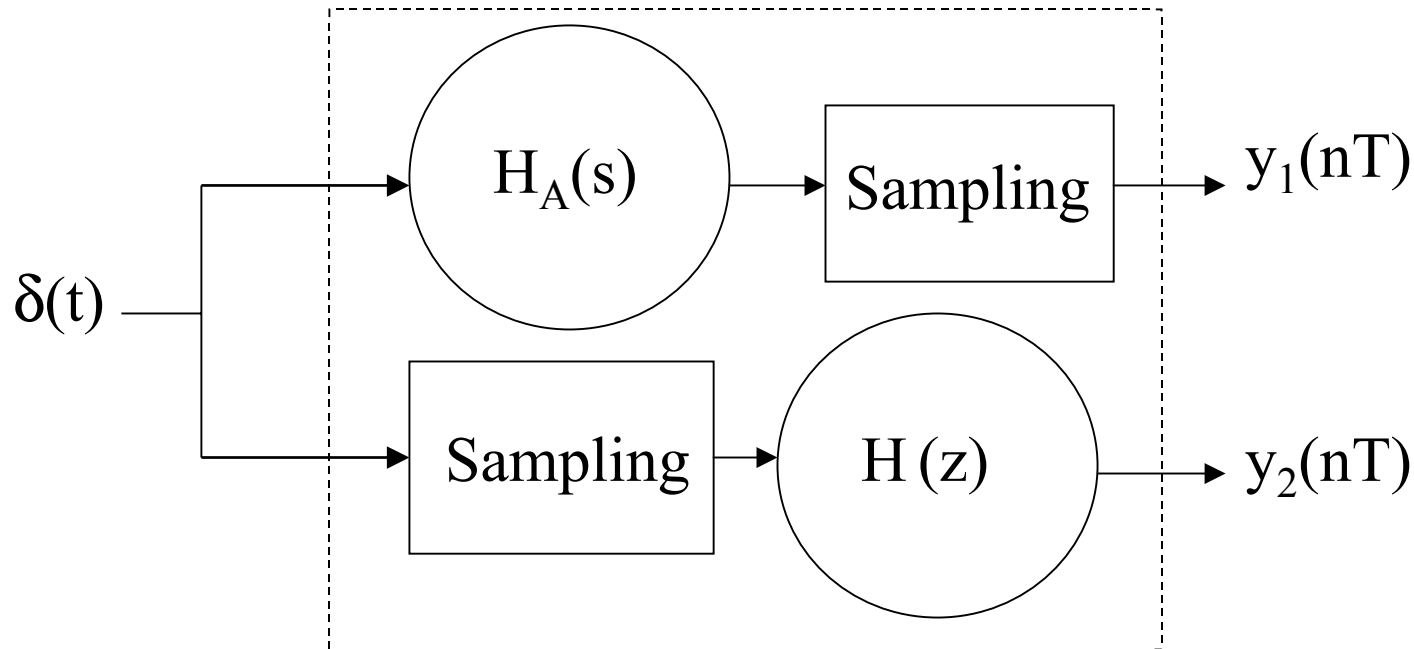 H_A(s)
Sampling
y_1(nT)
δ(t)
Sampling
H (z)
y_2(nT)